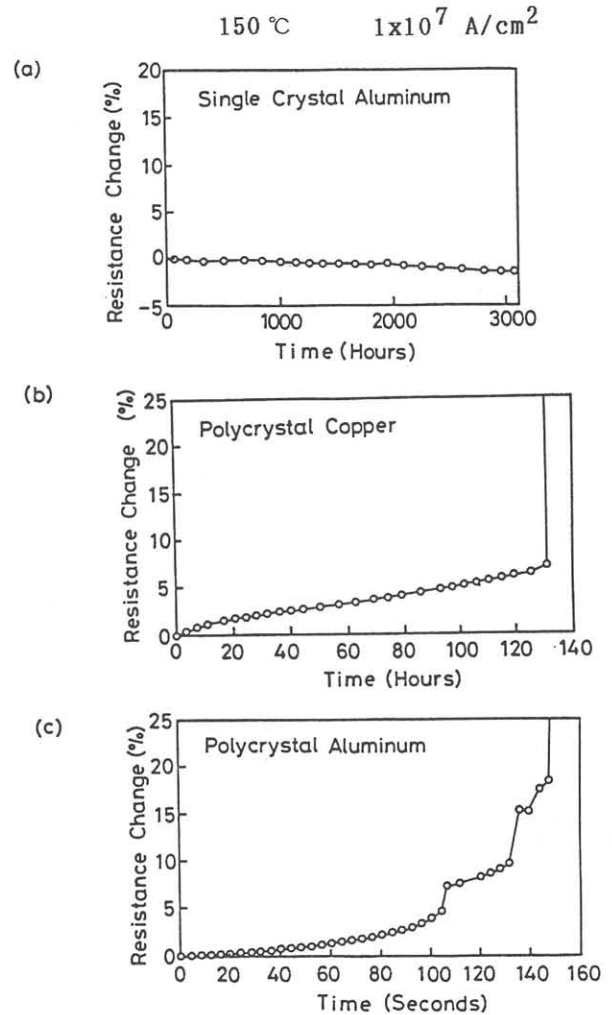 150 ℃ 1x10⁷ A/cm²
(a)
20
15
10
5
0
-5
Resistance Change (%)
Single Crystal Aluminum
0 1000 2000 3000
Time (Hours)
(b)
25
20
15
10
5
0
Resistance Change (%)
Polycrystal Copper
0 20 40 60 80 100 120 140
Time (Hours)
(c)
25
20
15
10
5
0
Resistance Change (%)
Polycrystal Aluminum
0 20 40 60 80 100 120 140 160
Time (Seconds)